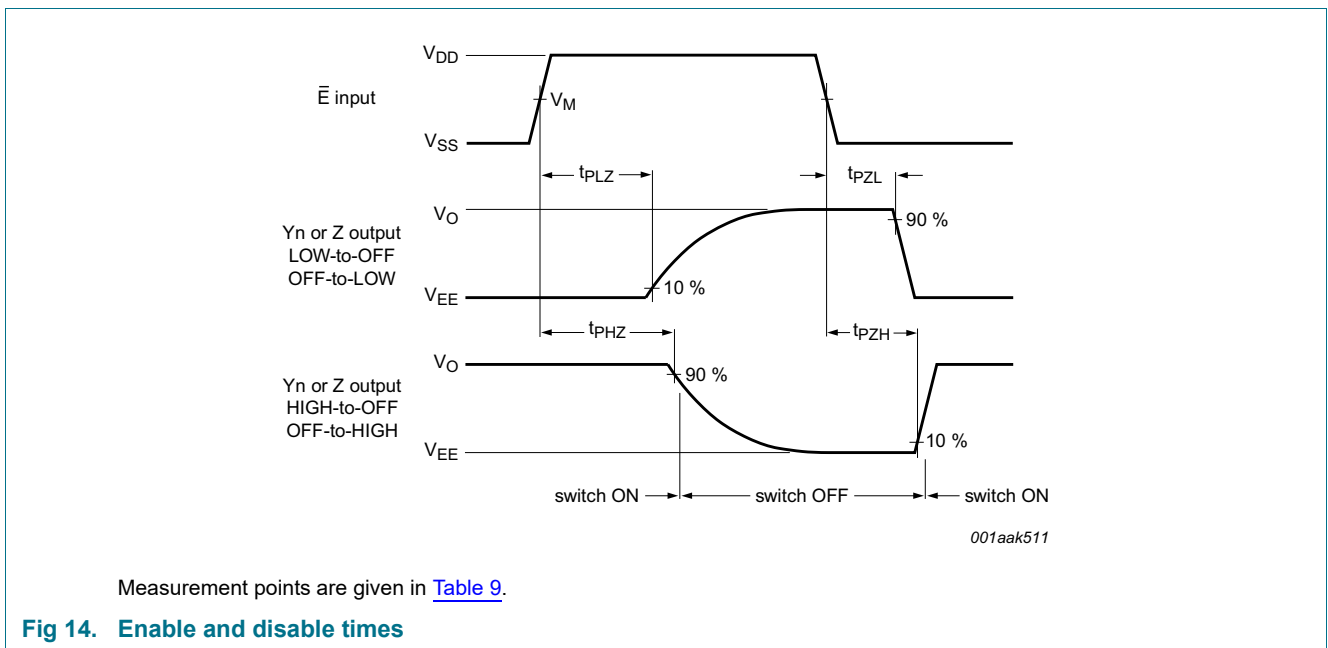 V_DD
Ē input
V_M
V_SS
t_PLZ
t_PZL
V_O
90 %
Yn or Z output
LOW-to-OFF
OFF-to-LOW
10 %
V_EE
t_PHZ
t_PZH
V_O
90 %
Yn or Z output
HIGH-to-OFF
OFF-to-HIGH
10 %
V_EE
switch ON
switch OFF
switch ON
001aak511
Measurement points are given in Table 9.
Fig 14. Enable and disable times